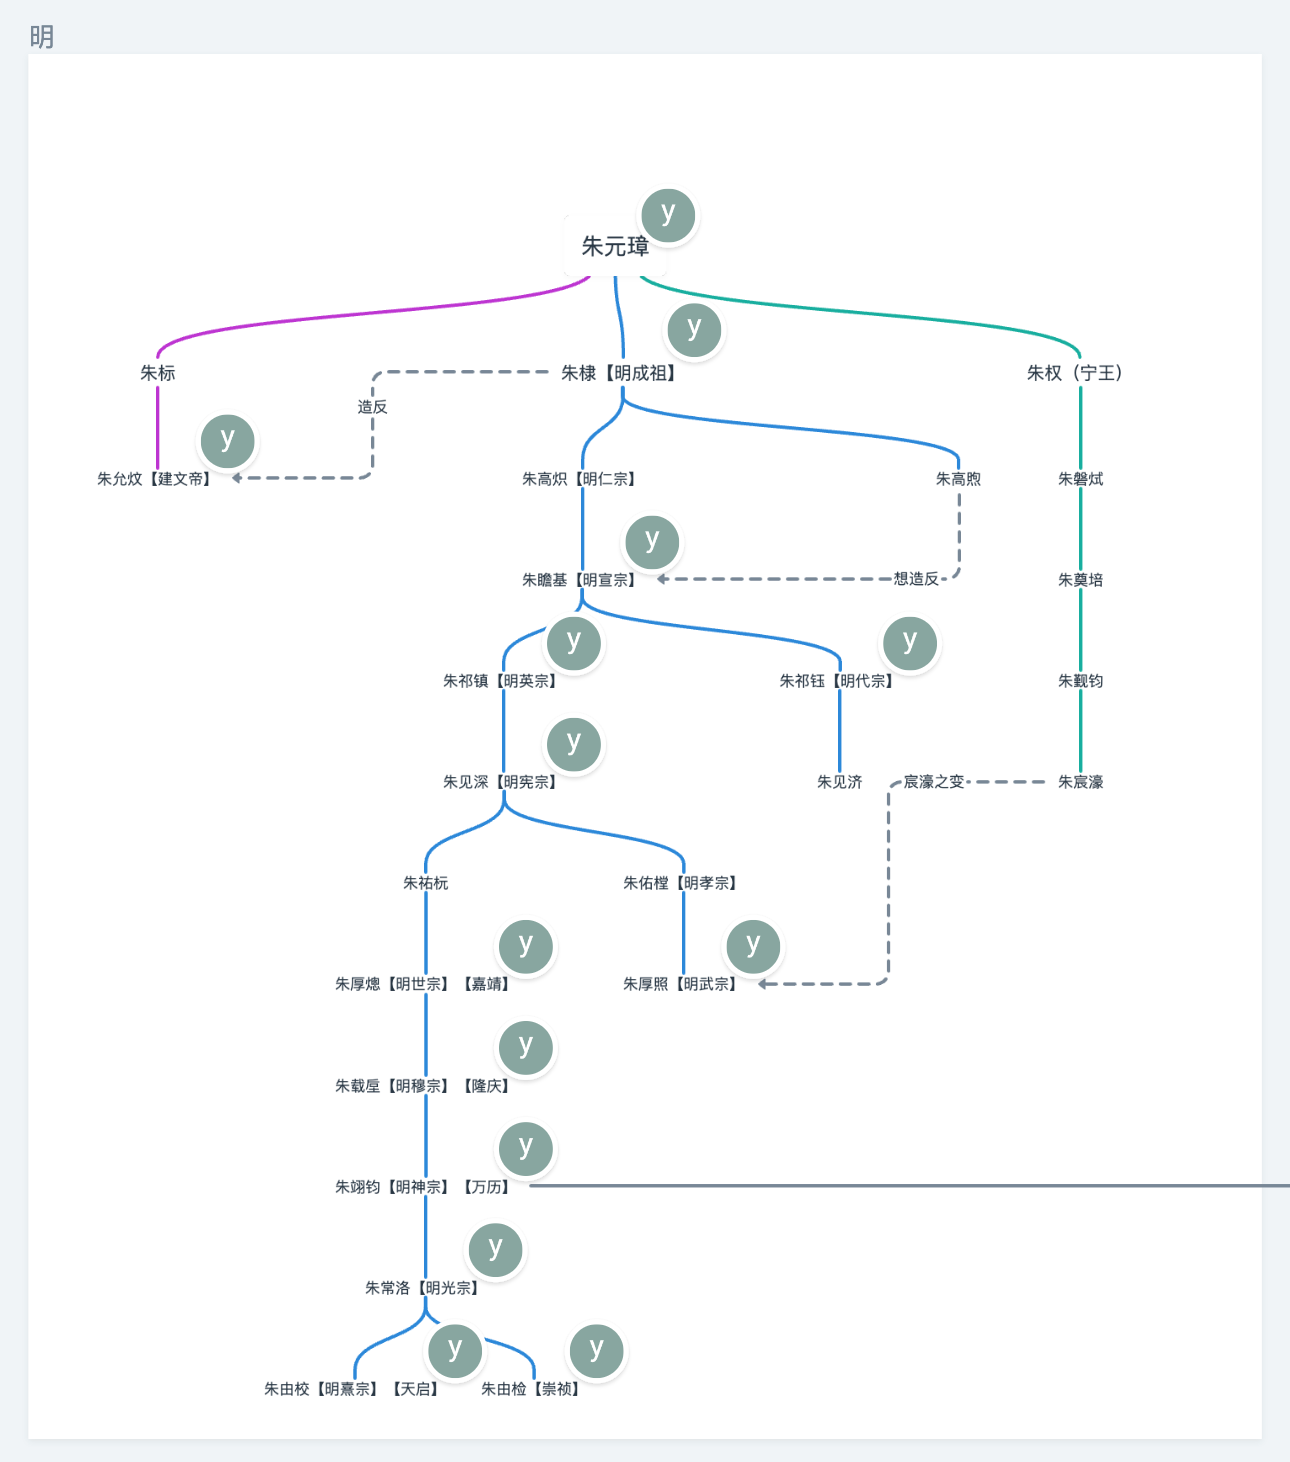 明
y
朱元璋
y
朱标
朱棣【明成祖】
朱权（宁王）
造反
y
朱允炆【建文帝】
朱高炽【明仁宗】
朱高煦
朱磐烒
y
朱瞻基【明宣宗】
想造反
朱奠培
y
y
朱祁镇【明英宗】
朱祁钰【明代宗】
朱觐钧
y
朱见深【明宪宗】
朱见济
宸濠之变
朱宸濠
朱祐杬
朱佑樘【明孝宗】
y
y
朱厚熜【明世宗】【嘉靖】
朱厚照【明武宗】
y
朱载垕【明穆宗】【隆庆】
y
朱翊钧【明神宗】【万历】
y
朱常洛【明光宗】
y
y
朱由校【明熹宗】【天启】
朱由检【崇祯】